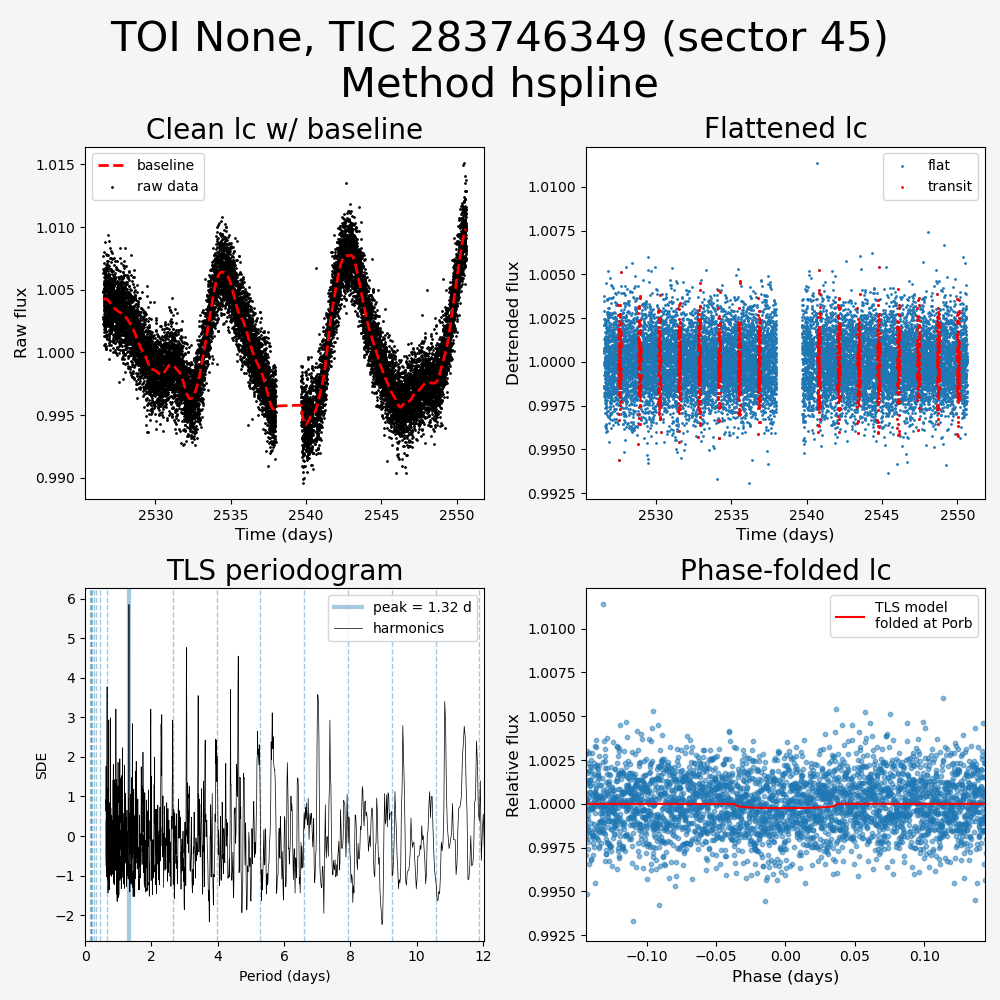 TOI None, TIC 283746349 (sector 45)
Method hspline
Clean lc w/ baseline
baseline
raw data
1.015
1.010
1.005
1.000
0.995
0.990
Raw flux
2530 2535 2540 2545 2550
Time (days)
Flattened lc
flat
transit
1.0100
1.0075
1.0050
1.0025
1.0000
0.9975
0.9950
0.9925
Detrended flux
2530 2535 2540 2545 2550
Time (days)
TLS periodogram
peak = 1.32 d
harmonics
6
5
4
3
2
1
0
−1
−2
SDE
0 2 4 6 8 10 12
Period (days)
Phase-folded lc
TLS model
folded at Porb
1.0100
1.0075
1.0050
1.0025
1.0000
0.9975
0.9950
0.9925
Relative flux
−0.10 −0.05 0.00 0.05 0.10
Phase (days)